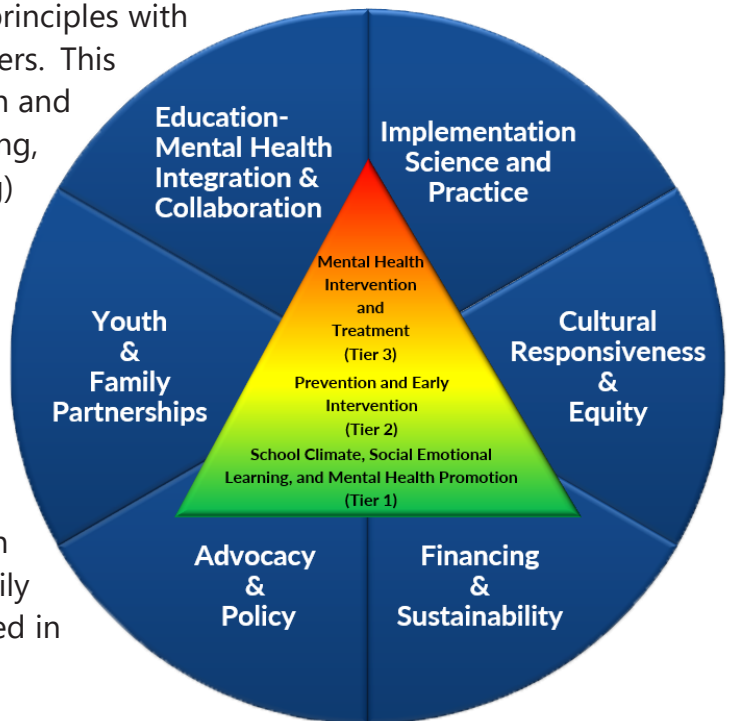 principles with
This
and
Education-
Mental Health
Integration &
Collaboration
Implementation
Science and
Practice
Mental Health
Intervention
and
Treatment
(Tier 3)
Youth
&
Family
Partnerships
Cultural
Responsiveness
&
Equity
Prevention and Early
Intervention
(Tier 2)
School Climate, Social Emotional
Learning, and Mental Health Promotion
(Tier 1)
Advocacy
&
Policy
Financing
&
Sustainability
ed in